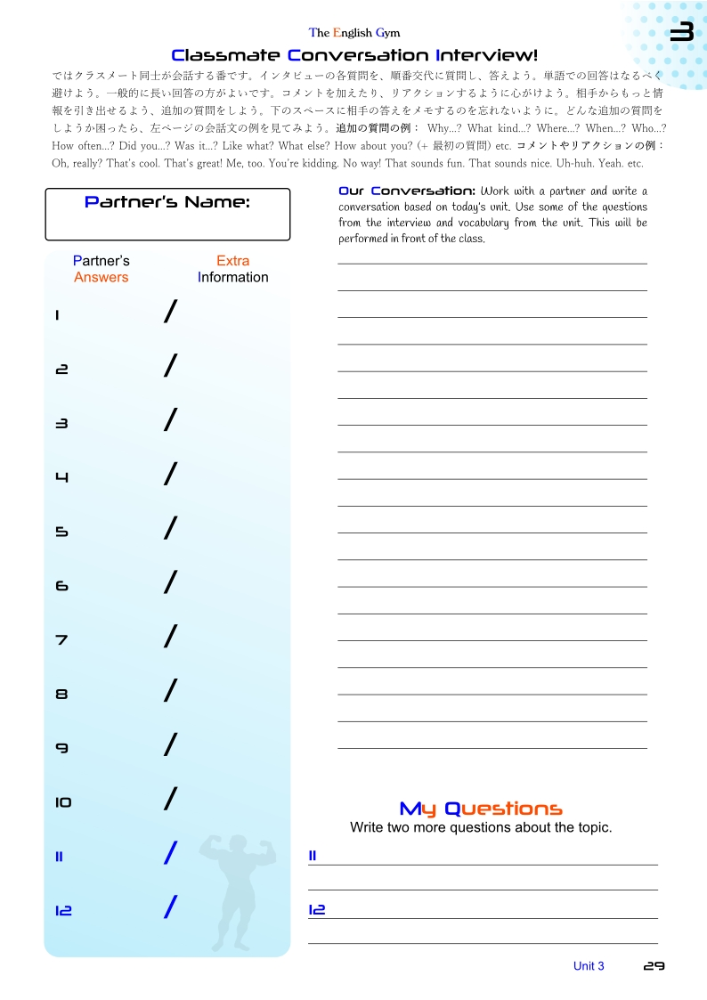 The English Gym
3
Classmate Conversation Interview!
ではクラスメート同士が会話する番です。インタビューの各質問を、順番交代に質問し、答えよう。単語での回答はなるべく
避けよう。一般的に長い回答の方がよいです。コメントを加えたり、リアクションするように心がけよう。相手からもっと情
報を引き出せるよう、追加の質問をしよう。下のスペースに相手の答えをメモするのを忘れないように。どんな追加の質問を
しようか困ったら、左ページの会話文の例を見てみよう。追加の質問の例： Why...? What kind...? Where...? When...? Who...?
How often...? Did you...? Was it...? Like what? What else? How about you? (+ 最初の質問) etc. コメントやリアクションの例：
Oh, really? That's cool. That's great! Me, too. You're kidding. No way! That sounds fun. That sounds nice. Uh-huh. Yeah. etc.
Partner's Name:
Partner's
Answers
Extra
Information
1 /
2 /
3 /
4 /
5 /
6 /
7 /
8 /
9 /
10 /
11 /
12 /
Our Conversation: Work with a partner and write a
conversation based on today's unit. Use some of the questions
from the interview and vocabulary from the unit. This will be
performed in front of the class.
My Questions
Write two more questions about the topic.
11
12
Unit 3 29